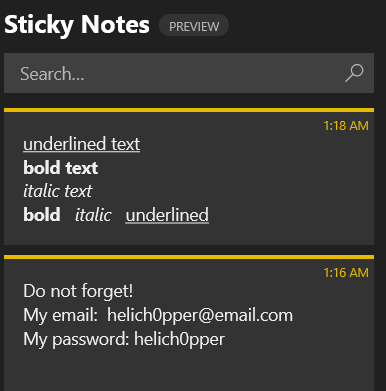 Sticky Notes PREVIEW
Search...
1:18 AM
underlined text
bold text
italic text
bold italic underlined
1:16 AM
Do not forget!
My email: helich0pper@email.com
My password: helich0pper